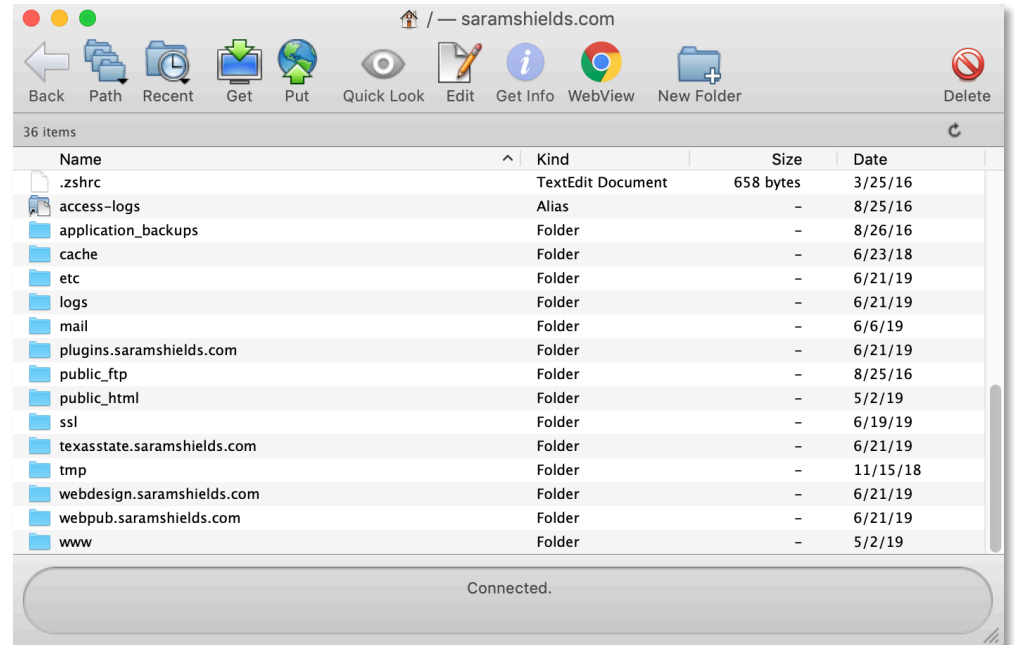 / — saramshields.com
Back Path Recent Get Put Quick Look Edit Get Info WebView New Folder Delete
36 items
Name Kind Size Date
.zshrc TextEdit Document 658 bytes 3/25/16
access-logs Alias – 8/25/16
application_backups Folder – 8/26/16
cache Folder – 6/23/18
etc Folder – 6/21/19
logs Folder – 6/21/19
mail Folder – 6/6/19
plugins.saramshields.com Folder – 6/21/19
public_ftp Folder – 8/25/16
public_html Folder – 5/2/19
ssl Folder – 6/19/19
texasstate.saramshields.com Folder – 6/21/19
tmp Folder – 11/15/18
webdesign.saramshields.com Folder – 6/21/19
webpub.saramshields.com Folder – 6/21/19
www Folder – 5/2/19
Connected.